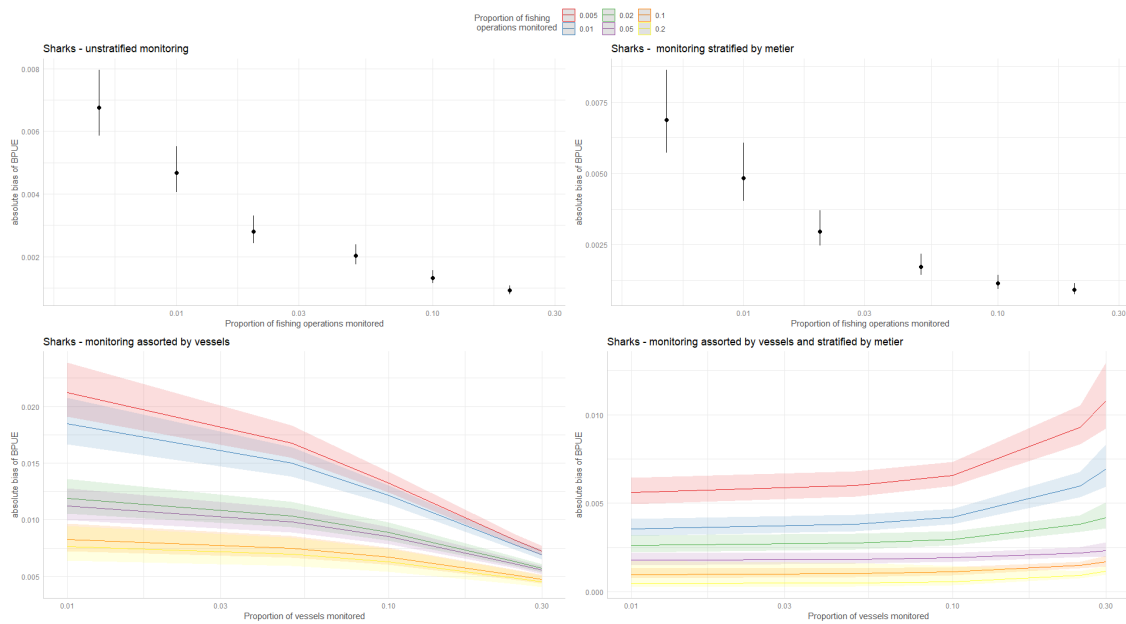 Proportion of fishing
operations monitored
0.005 0.02 0.1
0.01 0.05 0.2
Sharks - unstratified monitoring
absolute bias of BPUE
0.008
0.006
0.004
0.002
0.01 0.03 0.10 0.30
Proportion of fishing operations monitored
Sharks - monitoring stratified by metier
absolute bias of BPUE
0.0075
0.0050
0.0025
0.01 0.03 0.10 0.30
Proportion of fishing operations monitored
Sharks - monitoring assorted by vessels
absolute bias of BPUE
0.020
0.015
0.010
0.005
0.01 0.03 0.10 0.30
Proportion of vessels monitored
Sharks - monitoring assorted by vessels and stratified by metier
absolute bias of BPUE
0.010
0.005
0.000
0.01 0.03 0.10 0.30
Proportion of vessels monitored